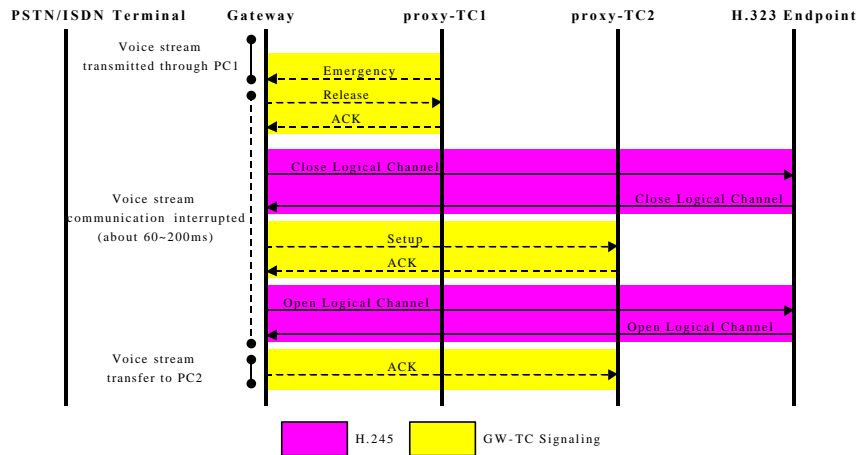 PSTN/ISDN Terminal Gateway proxy-TC1 proxy-TC2 H.323 Endpoint
Voice stream
transmitted through PC1
Emergency
Release
ACK
Close Logical Channel
Close Logical Channel
Voice stream
communication interrupted
(about 60~200ms)
Setup
ACK
Open Logical Channel
Open Logical Channel
Voice stream
transfer to PC2
ACK
H.245 GW-TC Signaling